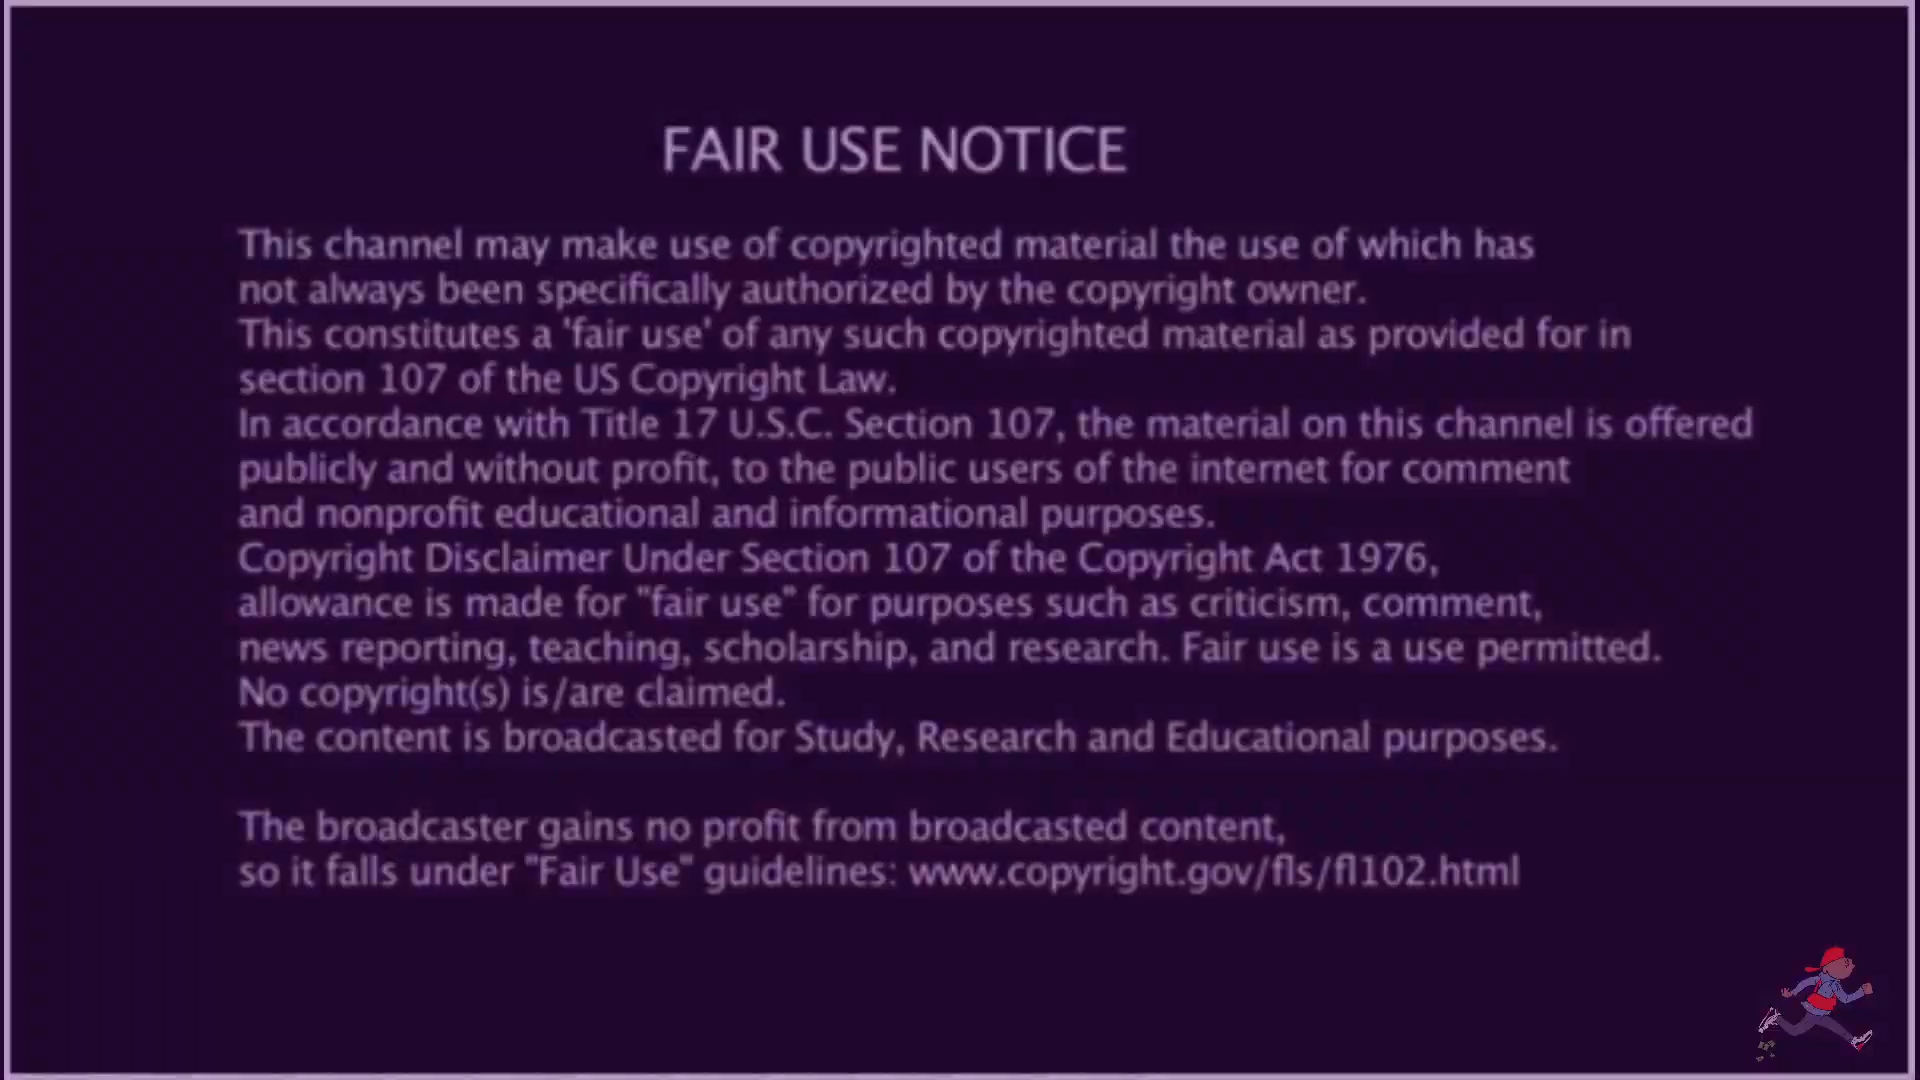 FAIR USE NOTICE
This channel may make use of copyrighted material the use of which has
not always been specifically authorized by the copyright owner.
This constitutes a 'fair use' of any such copyrighted material as provided for in
section 107 of the US Copyright Law.
In accordance with Title 17 U.S.C. Section 107, the material on this channel is offered
publicly and without profit, to the public users of the internet for comment
and nonprofit educational and informational purposes.
Copyright Disclaimer Under Section 107 of the Copyright Act 1976,
allowance is made for "fair use" for purposes such as criticism, comment,
news reporting, teaching, scholarship, and research. Fair use is a use permitted.
No copyright(s) is/are claimed.
The content is broadcasted for Study, Research and Educational purposes.
The broadcaster gains no profit from broadcasted content,
so it falls under "Fair Use" guidelines: www.copyright.gov/fls/fl102.html